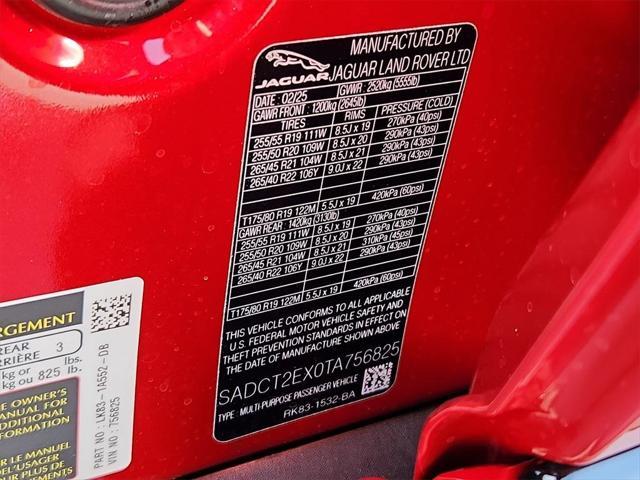 JAGUAR
MANUFACTURED BY
JAGUAR LAND ROVER LTD
DATE : 02/25 GVWR : 2520kg (5555lb)
GAWR FRONT : 1200kg (2645lb)
TIRES RIMS PRESSURE (COLD)
255/55 R19 111W 8.5J x 19 270kPa (40psi)
255/50 R20 109W 8.5J x 20 290kPa (43psi)
265/45 R21 104W 8.5J x 21 290kPa (43psi)
265/40 R22 106Y 9.0J x 22 290kPa (43psi)
T175/80 R19 122M 5.5J x 19 420kPa (60psi)
GAWR REAR : 1420kg (3130lb)
255/55 R19 111W 8.5J x 19 270kPa (40psi)
255/50 R20 109W 8.5J x 20 290kPa (43psi)
265/45 R21 104W 8.5J x 21 310kPa (45psi)
265/40 R22 106Y 9.0J x 22 290kPa (43psi)
T175/80 R19 122M 5.5J x 19 420kPa (60psi)
THIS VEHICLE CONFORMS TO ALL APPLICABLE
U.S. FEDERAL MOTOR VEHICLE SAFETY AND
THEFT PREVENTION STANDARDS IN EFFECT ON
THE DATE OF MANUFACTURE SHOWN ABOVE
SADCT2EX0TA756825
TYPE : MULTI-PURPOSE PASSENGER VEHICLE
RK83-1532-BA
RGEMENT
REAR
RRIÈRE 3
kg or lbs.
kg ou 825 lb
E OWNER'S
MANUAL FOR
ADDITIONAL
FORMATION
R LE MANUEL
DEL'USAGER
UR PLUS DE
PART NO : LK83 - 1A552 - DB
VIN NO : 756825